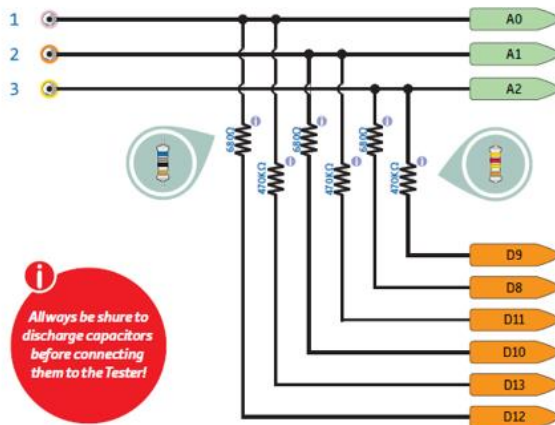 1
A0
2
A1
3
A2
680Ω
i
470KΩ
i
680Ω
i
470KΩ
i
680Ω
i
470KΩ
i
D9
D8
D11
D10
D13
D12
i
Allways be shure to
discharge capacitors
before connecting
them to the Tester!